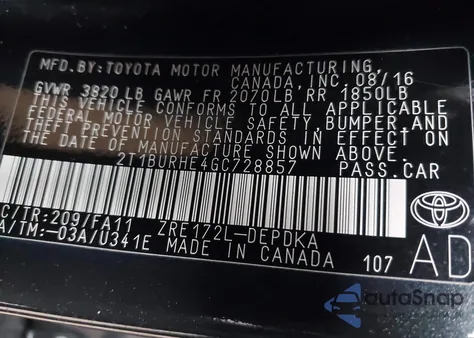 MFD.BY:TOYOTA MOTOR MANUFACTURING
CANADA, INC. 08/16
GVWR 3820LB GAWR FR 2070LB RR 1850LB
THIS VEHICLE CONFORMS TO ALL APPLICABLE
FEDERAL MOTOR VEHICLE SAFETY, BUMPER, AND
THEFT PREVENTION STANDARDS IN EFFECT ON
THE DATE OF MANUFACTURE SHOWN ABOVE.
2T1BURHE4GC728857 PASS.CAR
C/TR:209/FA11 ZRE172L-DEPDKA
A/TM:-03A/U341E MADE IN CANADA 107
TOYOTA
AD
autoSnap